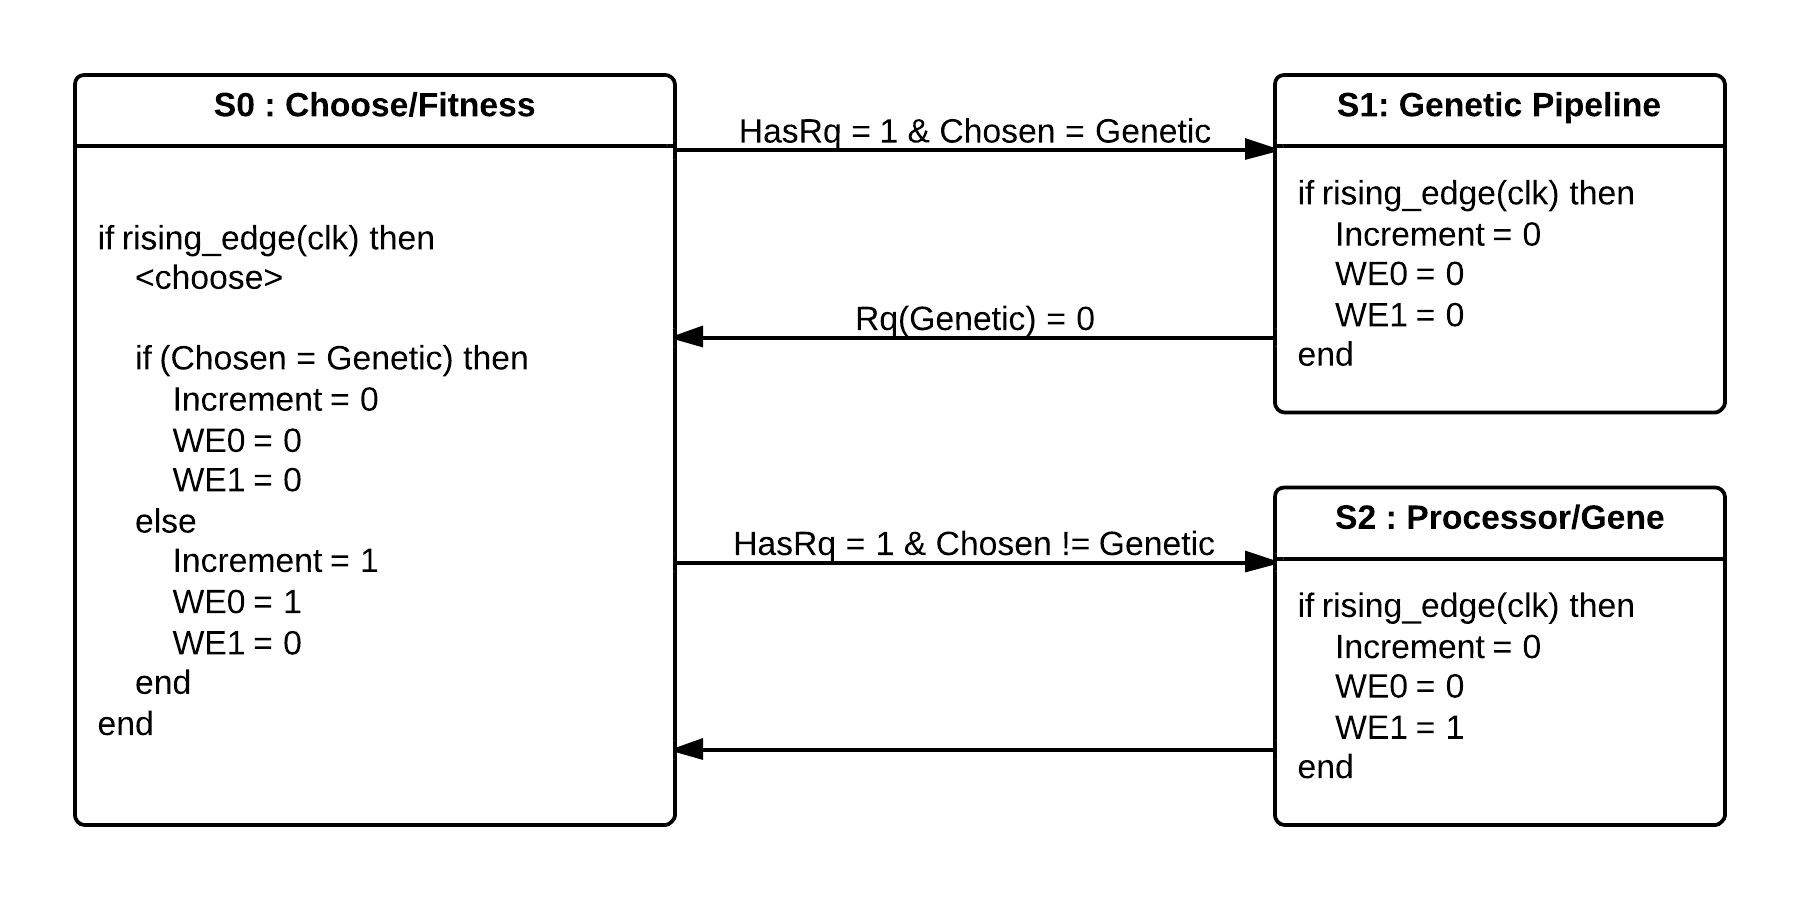 S0 : Choose/Fitness
if rising_edge(clk) then
<choose>
if (Chosen = Genetic) then
Increment = 0
WE0 = 0
WE1 = 0
else
Increment = 1
WE0 = 1
WE1 = 0
end
end
HasRq = 1 & Chosen = Genetic
Rq(Genetic) = 0
HasRq = 1 & Chosen != Genetic
S1: Genetic Pipeline
if rising_edge(clk) then
Increment = 0
WE0 = 0
WE1 = 0
end
S2 : Processor/Gene
if rising_edge(clk) then
Increment = 0
WE0 = 0
WE1 = 1
end